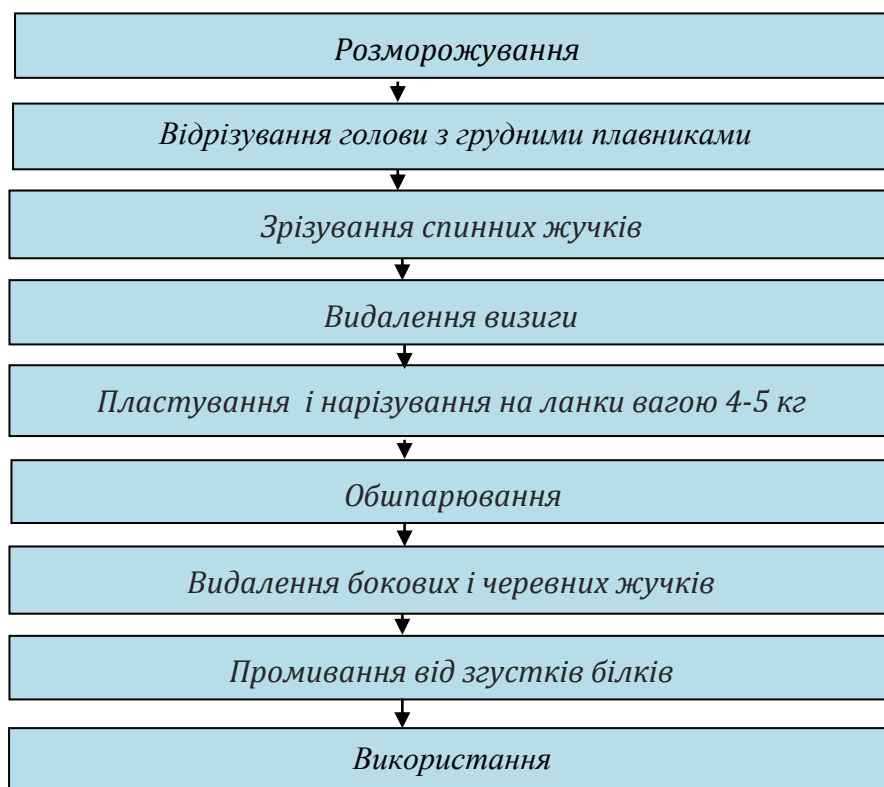 Розморожування
Відрізування голови з грудними плавниками
Зрізування спинних жучків
Видалення визиги
Пластування і нарізування на ланки вагою 4-5 кг
Обшпарювання
Видалення бокових і черевних жучків
Промивання від згустків білків
Використання